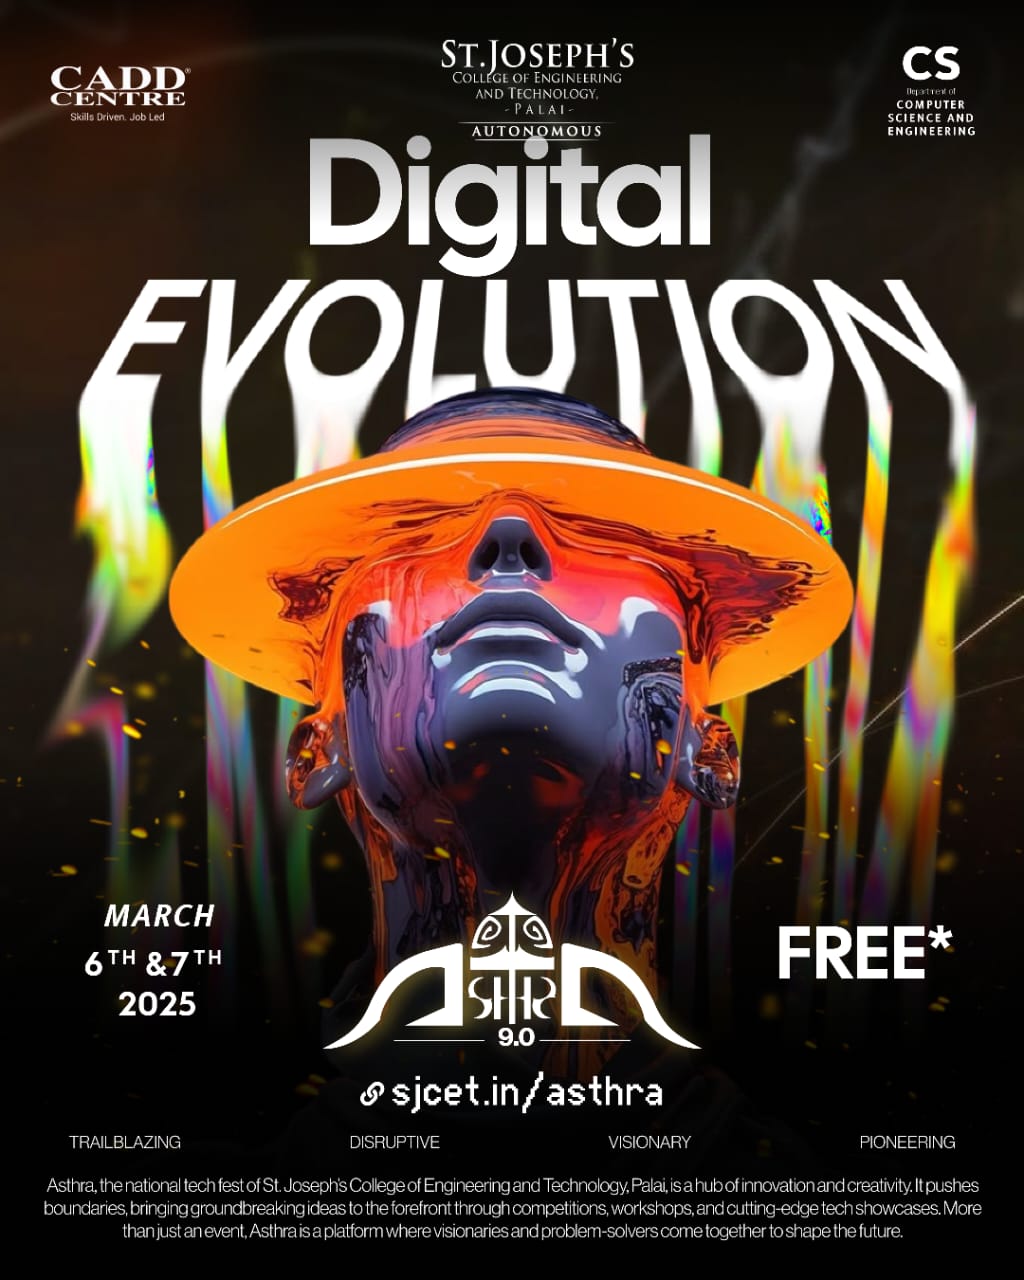 CADD
CENTRE
Skills Driven. Job Led
ST.JOSEPH'S
COLLEGE OF ENGINEERING
AND TECHNOLOGY,
- PALAI -
AUTONOMOUS
CS
Department of
COMPUTER
SCIENCE AND
ENGINEERING
Digital
EVOLUTION
MARCH
6TH &7TH
2025
ASTHRA
9.0
FREE*
sjcet.in/asthra
TRAILBLAZING DISRUPTIVE VISIONARY PIONEERING
Asthra, the national tech fest of St. Joseph's College of Engineering and Technology, Palai, is a hub of innovation and creativity. It pushes
boundaries, bringing groundbreaking ideas to the forefront through competitions, workshops, and cutting-edge tech showcases. More
than just an event, Asthra is a platform where visionaries and problem-solvers come together to shape the future.